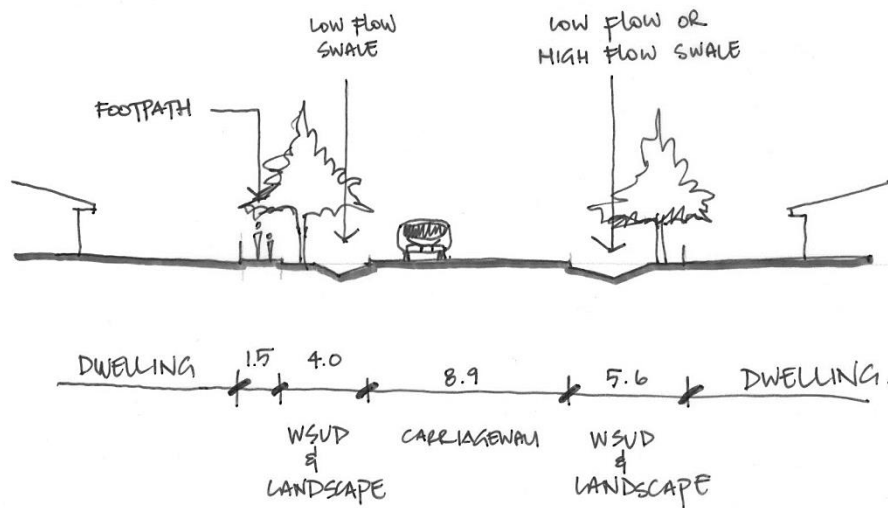 LOW FLOW
SWALE
LOW FLOW OR
HIGH FLOW SWALE
FOOTPATH
DWELLING
1.5
4.0
8.9
5.6
DWELLING.
WSUD
&
LANDSCAPE
CARRIAGEWAY
WSUD
&
LANDSCAPE